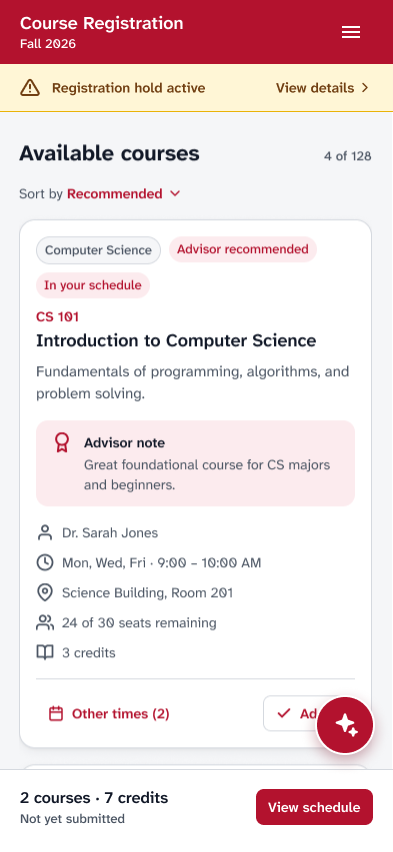 Course Registration
Fall 2026
Registration hold active
View details
Available courses
4 of 128
Sort by Recommended
Computer Science
Advisor recommended
In your schedule
CS 101
Introduction to Computer Science
Fundamentals of programming, algorithms, and
problem solving.
Advisor note
Great foundational course for CS majors
and beginners.
Dr. Sarah Jones
Mon, Wed, Fri · 9:00 – 10:00 AM
Science Building, Room 201
24 of 30 seats remaining
3 credits
Other times (2)
2 courses · 7 credits
Not yet submitted
View schedule